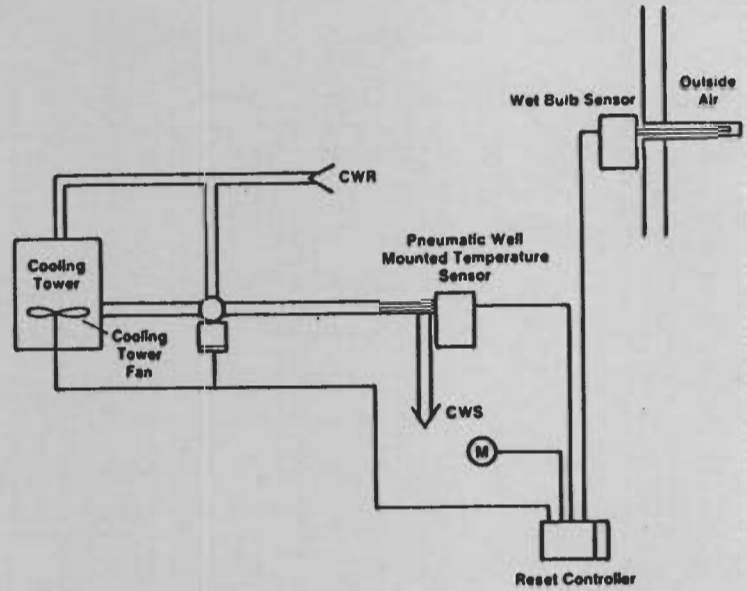 Outside
Air
Wet Bulb Sensor
CWR
Pneumatic Well
Mounted Temperature
Sensor
Cooling
Tower
Cooling
Tower
Fan
CWS
M
Reset Controller